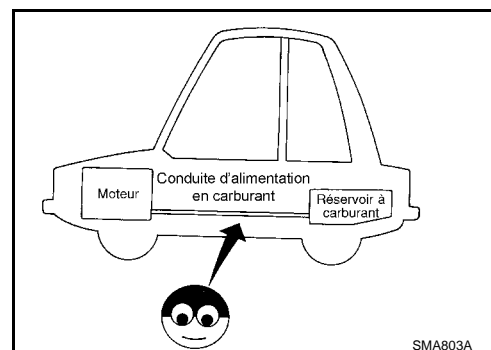 Conduite d'alimentation
en carburant
Moteur
Réservoir à
carburant
SMA803A